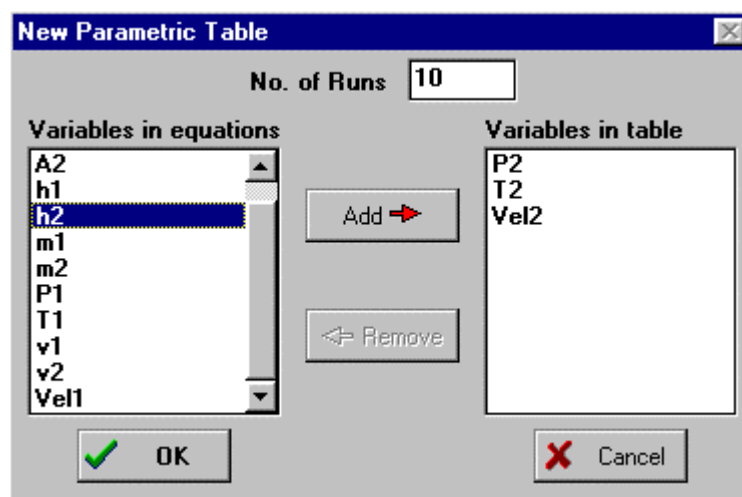 New Parametric Table
No. of Runs 10
Variables in equations
A2
h1
h2
m1
m2
P1
T1
v1
v2
Vel1
Add
Remove
Variables in table
P2
T2
Vel2
OK
Cancel